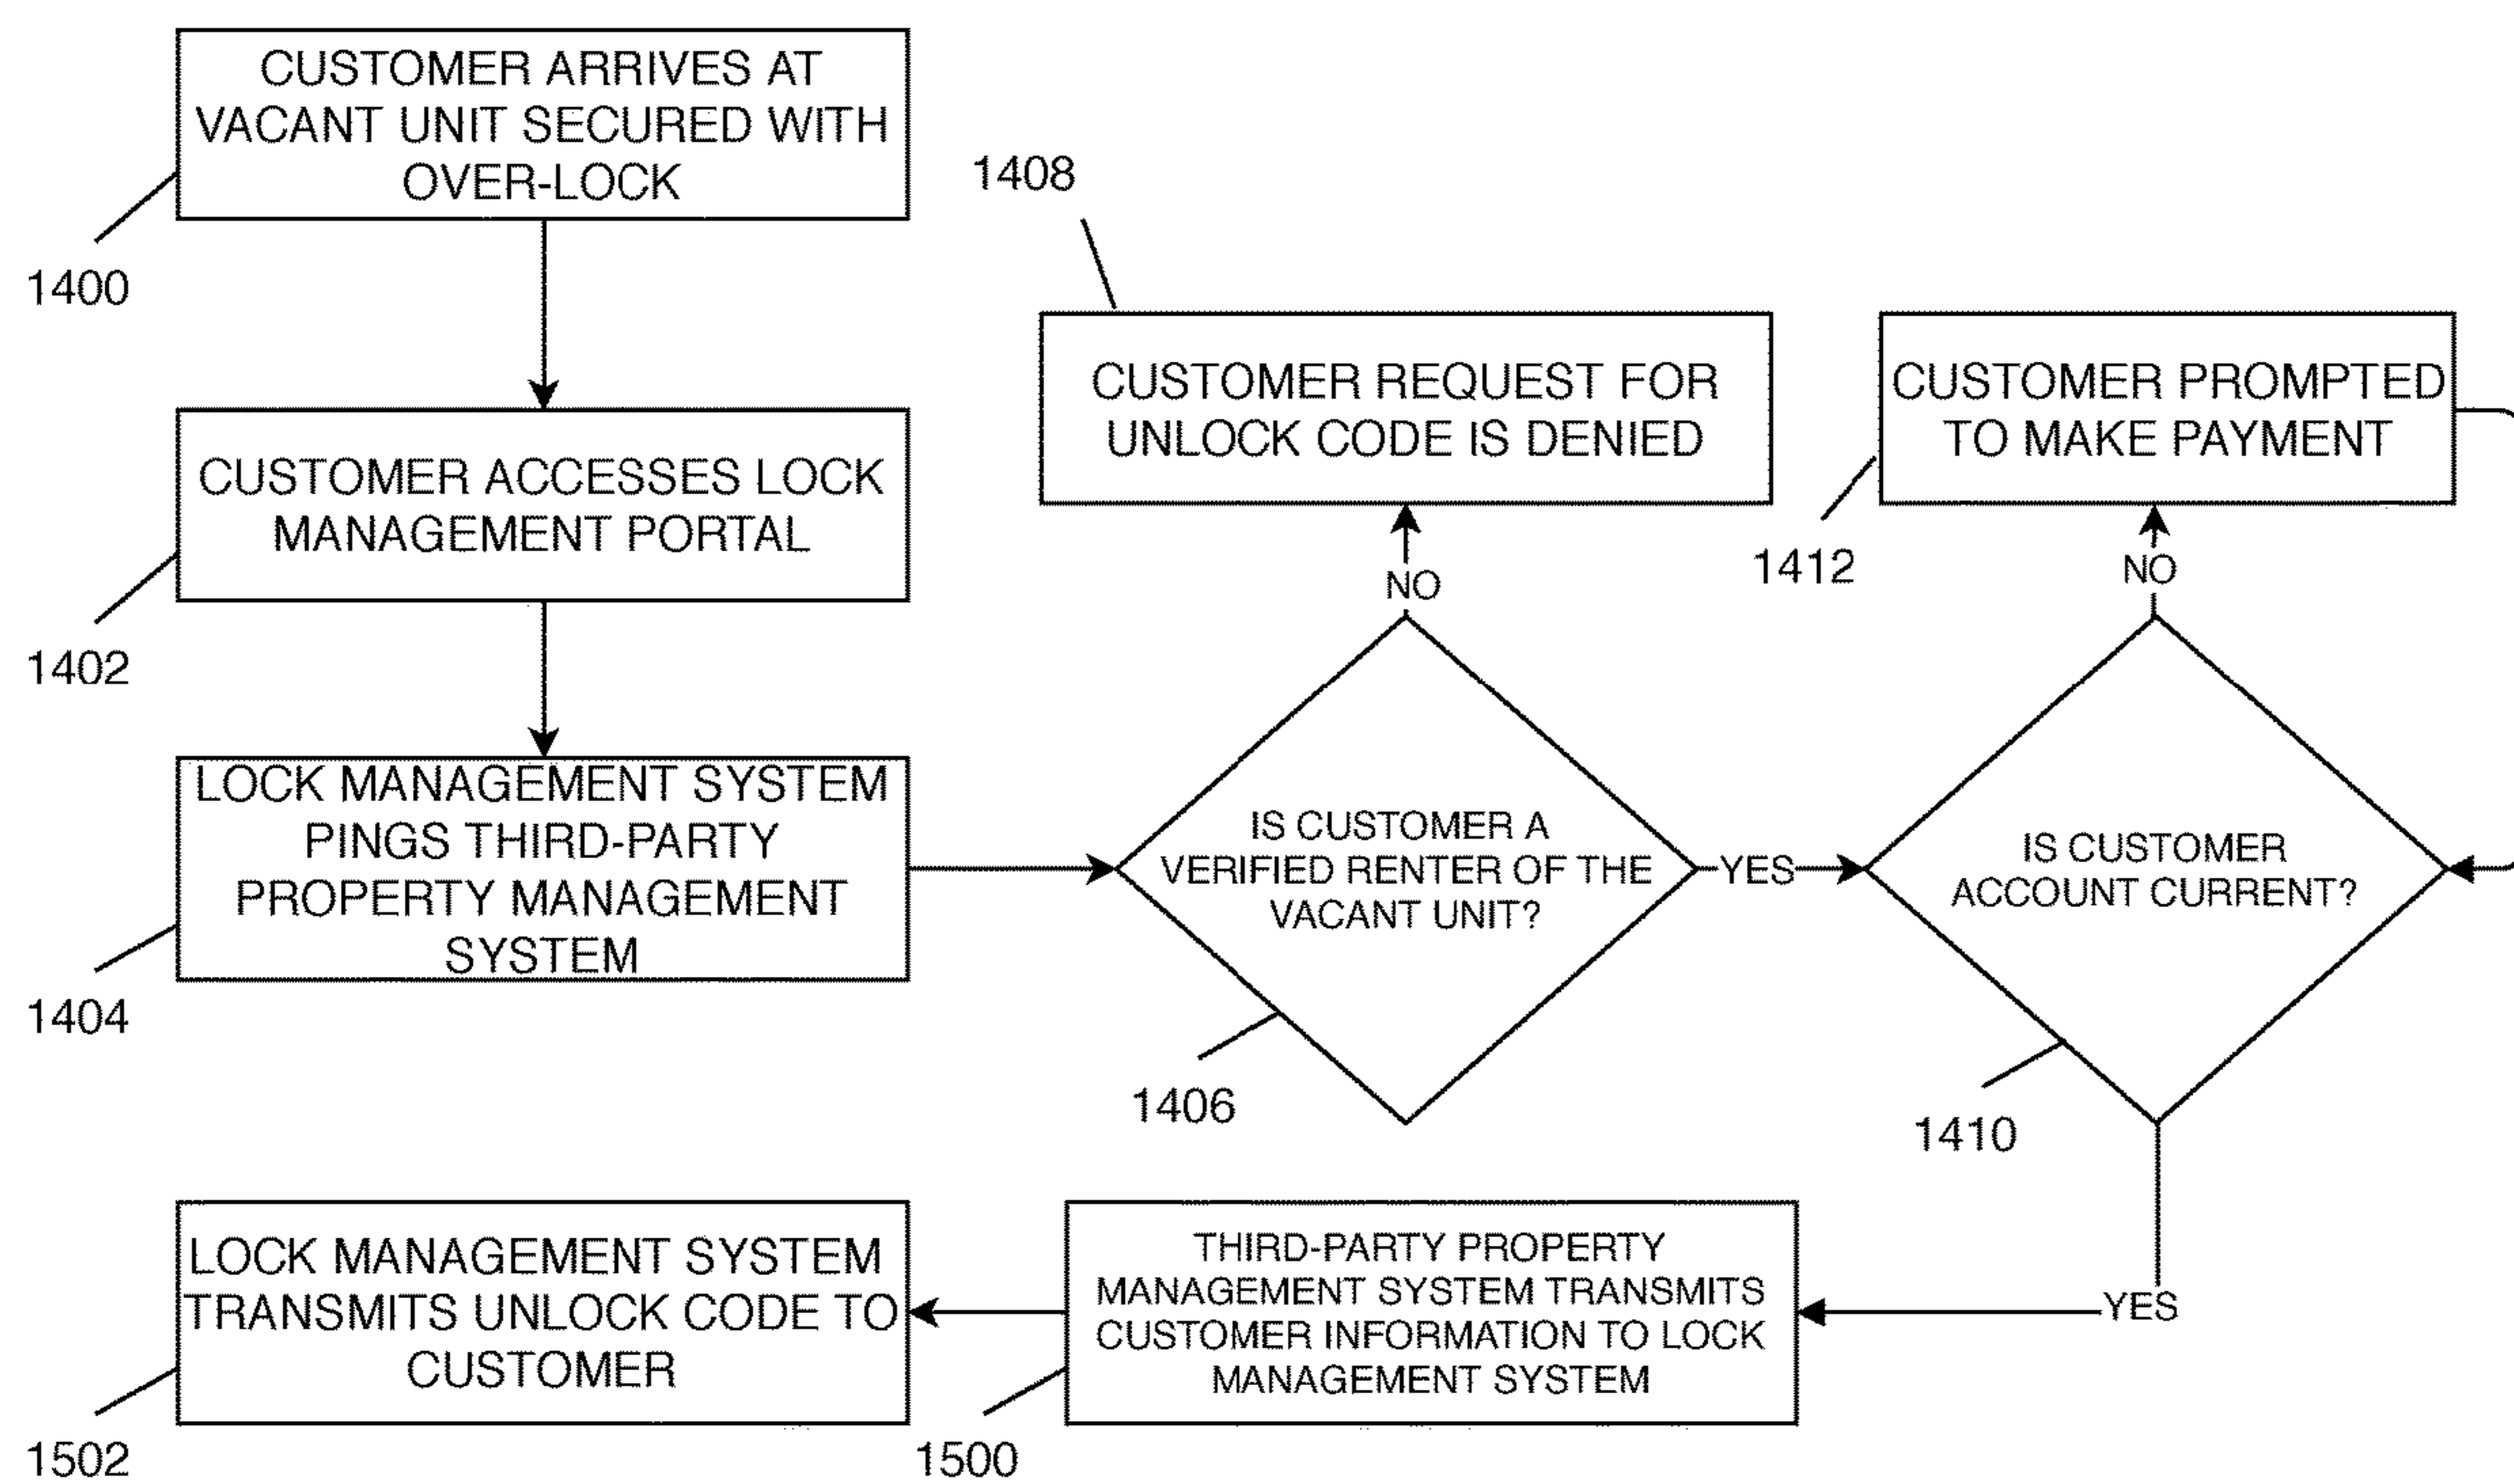 CUSTOMER ARRIVES AT
VACANT UNIT SECURED WITH
OVER-LOCK
1400
CUSTOMER ACCESSES LOCK
MANAGEMENT PORTAL
1402
LOCK MANAGEMENT SYSTEM
PINGS THIRD-PARTY
PROPERTY MANAGEMENT
SYSTEM
1404
1408
CUSTOMER REQUEST FOR
UNLOCK CODE IS DENIED
NO
IS CUSTOMER A
VERIFIED RENTER OF THE
VACANT UNIT?
1406
YES
CUSTOMER PROMPTED
TO MAKE PAYMENT
1412
NO
IS CUSTOMER
ACCOUNT CURRENT?
1410
YES
THIRD-PARTY PROPERTY
MANAGEMENT SYSTEM TRANSMITS
CUSTOMER INFORMATION TO LOCK
MANAGEMENT SYSTEM
1500
LOCK MANAGEMENT SYSTEM
TRANSMITS UNLOCK CODE TO
CUSTOMER
1502